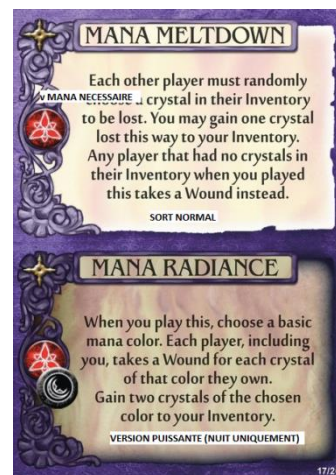 MANA MELTDOWN
Each other player must randomly
v MANA NECESSAIRE
choose a crystal in their Inventory
to be lost. You may gain one crystal
lost this way to your Inventory.
Any player that had no crystals in
their Inventory when you played
this takes a Wound instead.
SORT NORMAL
MANA RADIANCE
When you play this, choose a basic
mana color. Each player, including
you, takes a Wound for each crystal
of that color they own.
Gain two crystals of the chosen
color to your Inventory.
VERSION PUISSANTE (NUIT UNIQUEMENT)